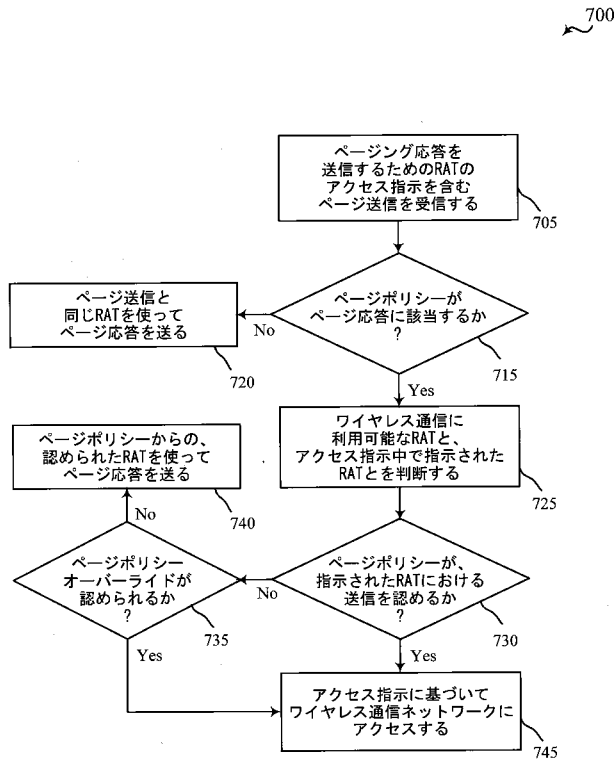 700
ページング応答を
送信するためのRATの
アクセス指示を含む
ページ送信を受信する
705
ページポリシーが
ページ応答に該当するか
?
715
No
ページ送信と
同じRATを使って
ページ応答を送る
720
Yes
ワイヤレス通信に
利用可能なRATと、
アクセス指示中で指示された
RATとを判断する
725
ページポリシーからの、
認められたRATを使って
ページ応答を送る
740
No
ページポリシーが、
指示されたRATにおける
送信を認めるか
?
730
No
ページポリシー
オーバーライドが
認められるか
?
735
Yes
Yes
アクセス指示に基づいて
ワイヤレス通信ネットワークに
アクセスする
745